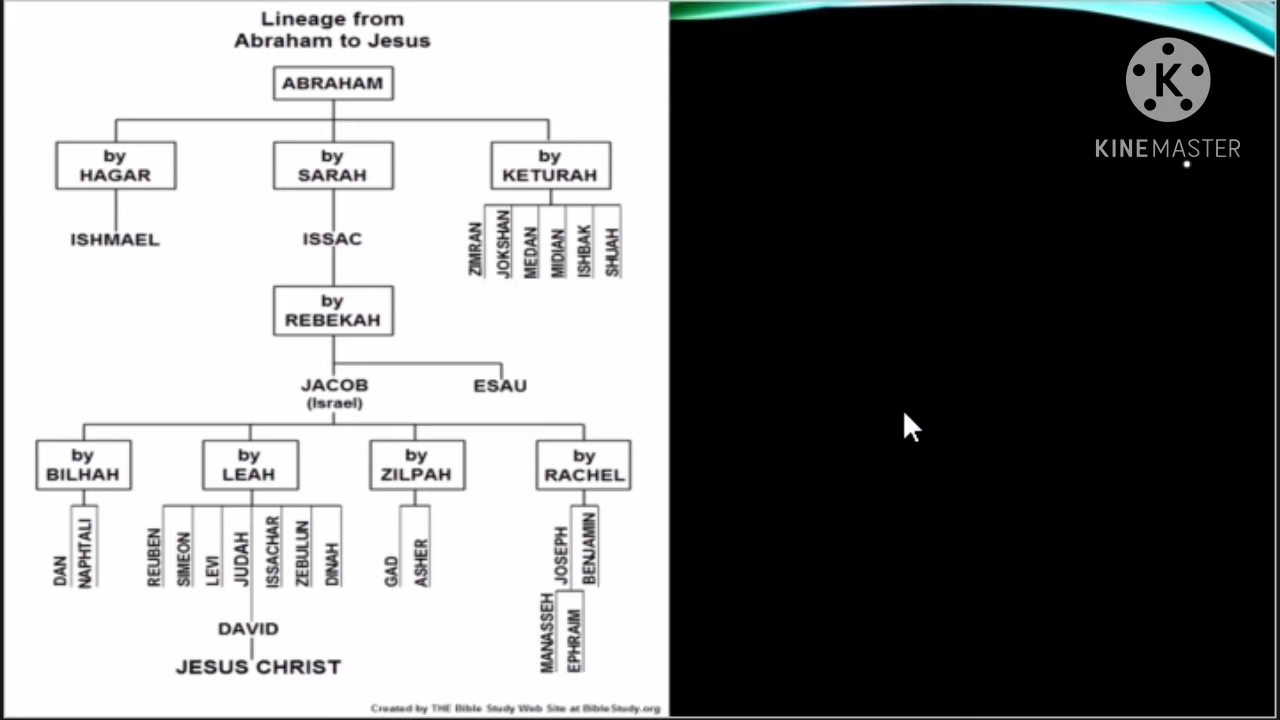 Lineage from
Abraham to Jesus
ABRAHAM
by
HAGAR
by
SARAH
by
KETURAH
ISHMAEL
ISSAC
ZIMRAN
JOKSHAN
MEDAN
MIDIAN
ISHBAK
SHUAH
by
REBEKAH
JACOB
(Israel)
ESAU
by
BILHAH
by
LEAH
by
ZILPAH
by
RACHEL
DAN
NAPHTALI
REUBEN
SIMEON
LEVI
JUDAH
ISSACHAR
ZEBULUN
DINAH
GAD
ASHER
JOSEPH
BENJAMIN
MANASSEH
EPHRAIM
DAVID
JESUS CHRIST
Created by THE Bible Study Web Site at BibleStudy.org
K
KINEMASTER